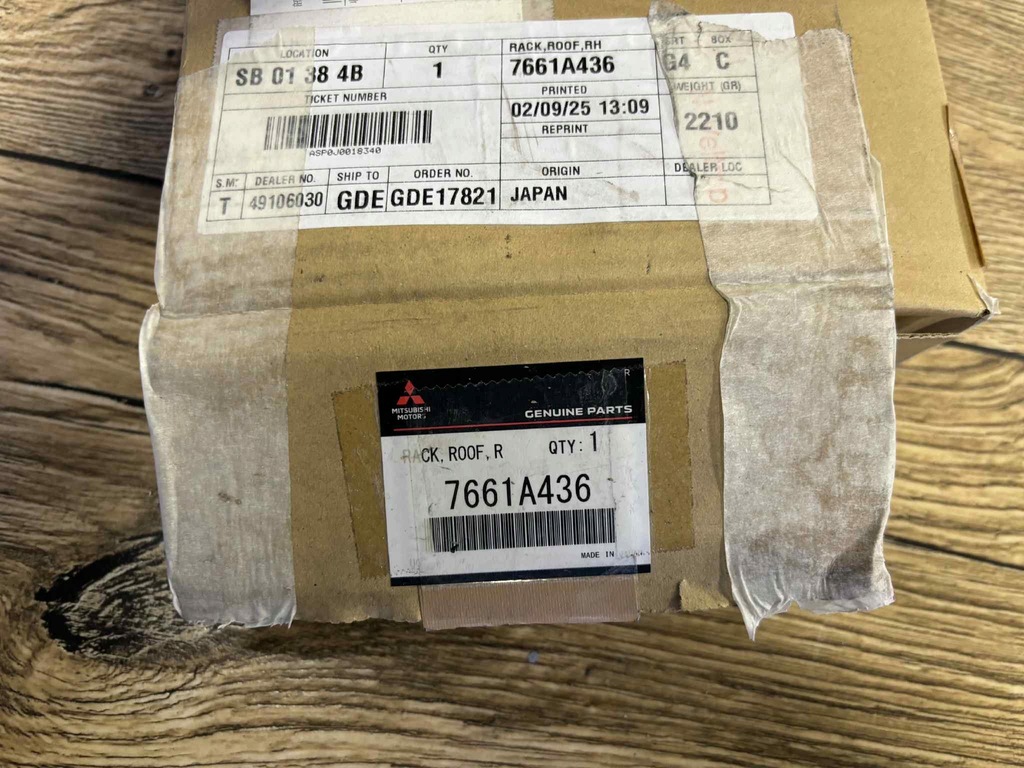 LOCATION QTY RACK,ROOF,RH BOX
SB 01 38 4B 1 7661A436 G4 C
TICKET NUMBER PRINTED WEIGHT (GR)
02/09/25 13:09
REPRINT 2210
ASP0J0018340
S.M. DEALER NO. SHIP TO ORDER NO. ORIGIN DEALER LOC
T 49106030 GDE GDE17821 JAPAN
MITSUBISHI
MOTORS
GENUINE PARTS
RACK,ROOF,R QTY:1
7661A436
MADE IN